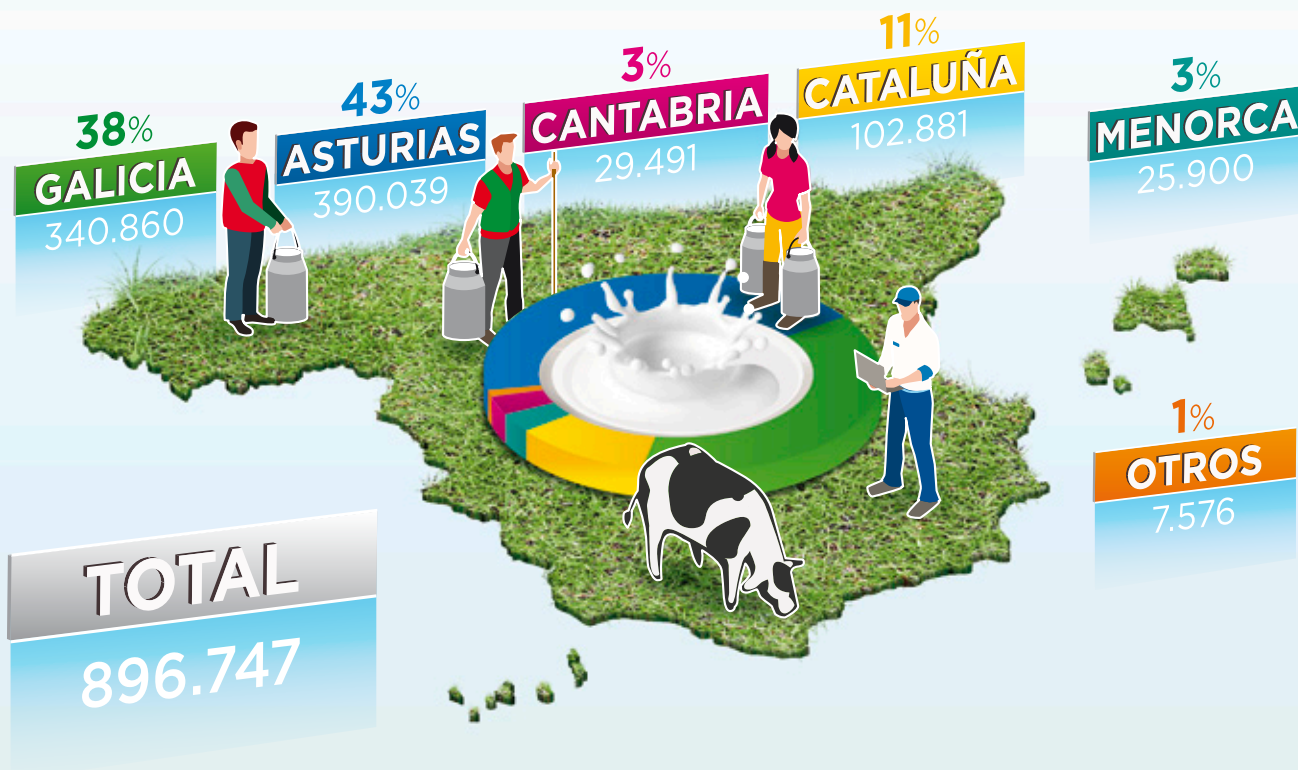 38%
GALICIA
340.860
43%
ASTURIAS
390.039
3%
CANTABRIA
29.491
11%
CATALUÑA
102.881
3%
MENORCA
25.900
1%
OTROS
7.576
TOTAL
896.747